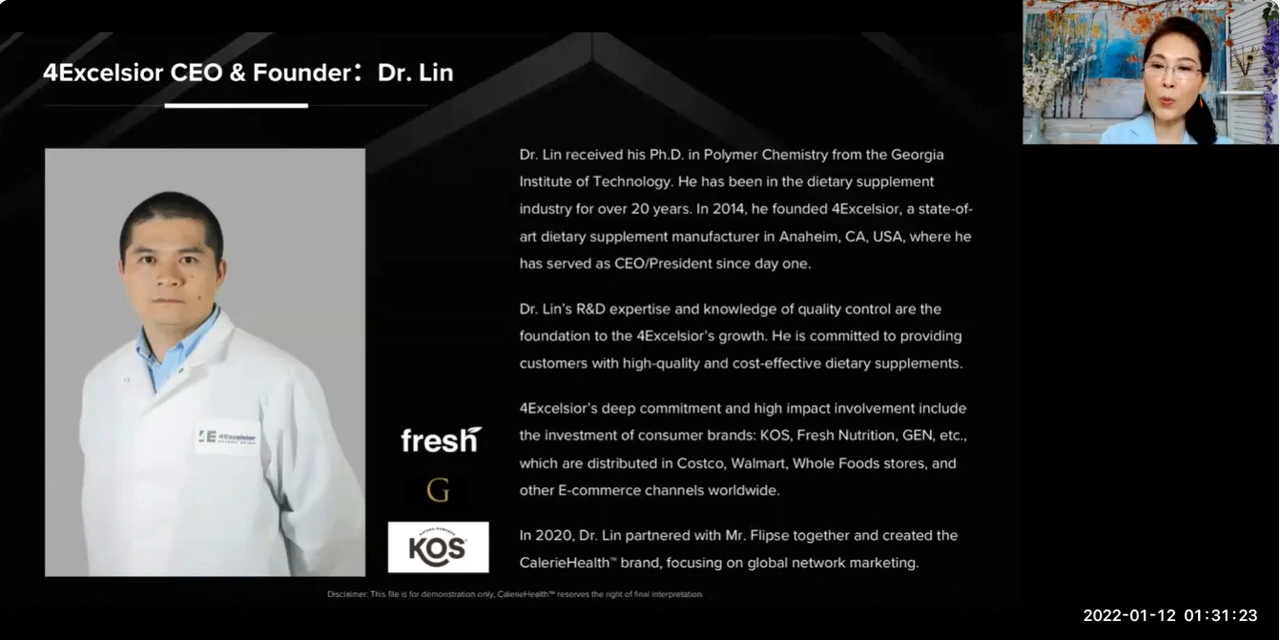 4Excelsior CEO & Founder：Dr. Lin
Dr. Lin received his Ph.D. in Polymer Chemistry from the Georgia
Institute of Technology. He has been in the dietary supplement
industry for over 20 years. In 2014, he founded 4Excelsior, a state-of-
art dietary supplement manufacturer in Anaheim, CA, USA, where he
has served as CEO/President since day one.
Dr. Lin's R&D expertise and knowledge of quality control are the
foundation to the 4Excelsior's growth. He is committed to providing
customers with high-quality and cost-effective dietary supplements.
4Excelsior's deep commitment and high impact involvement include
the investment of consumer brands: KOS, Fresh Nutrition, GEN, etc.,
which are distributed in Costco, Walmart, Whole Foods stores, and
other E-commerce channels worldwide.
In 2020, Dr. Lin partnered with Mr. Flipse together and created the
CalerieHealth™ brand, focusing on global network marketing.
4E 4Excelsior
fresh
G
KOS
Disclaimer: This file is for demonstration only, CalerieHealth™ reserves the right of final interpretation.
2022-01-12 01:31:23